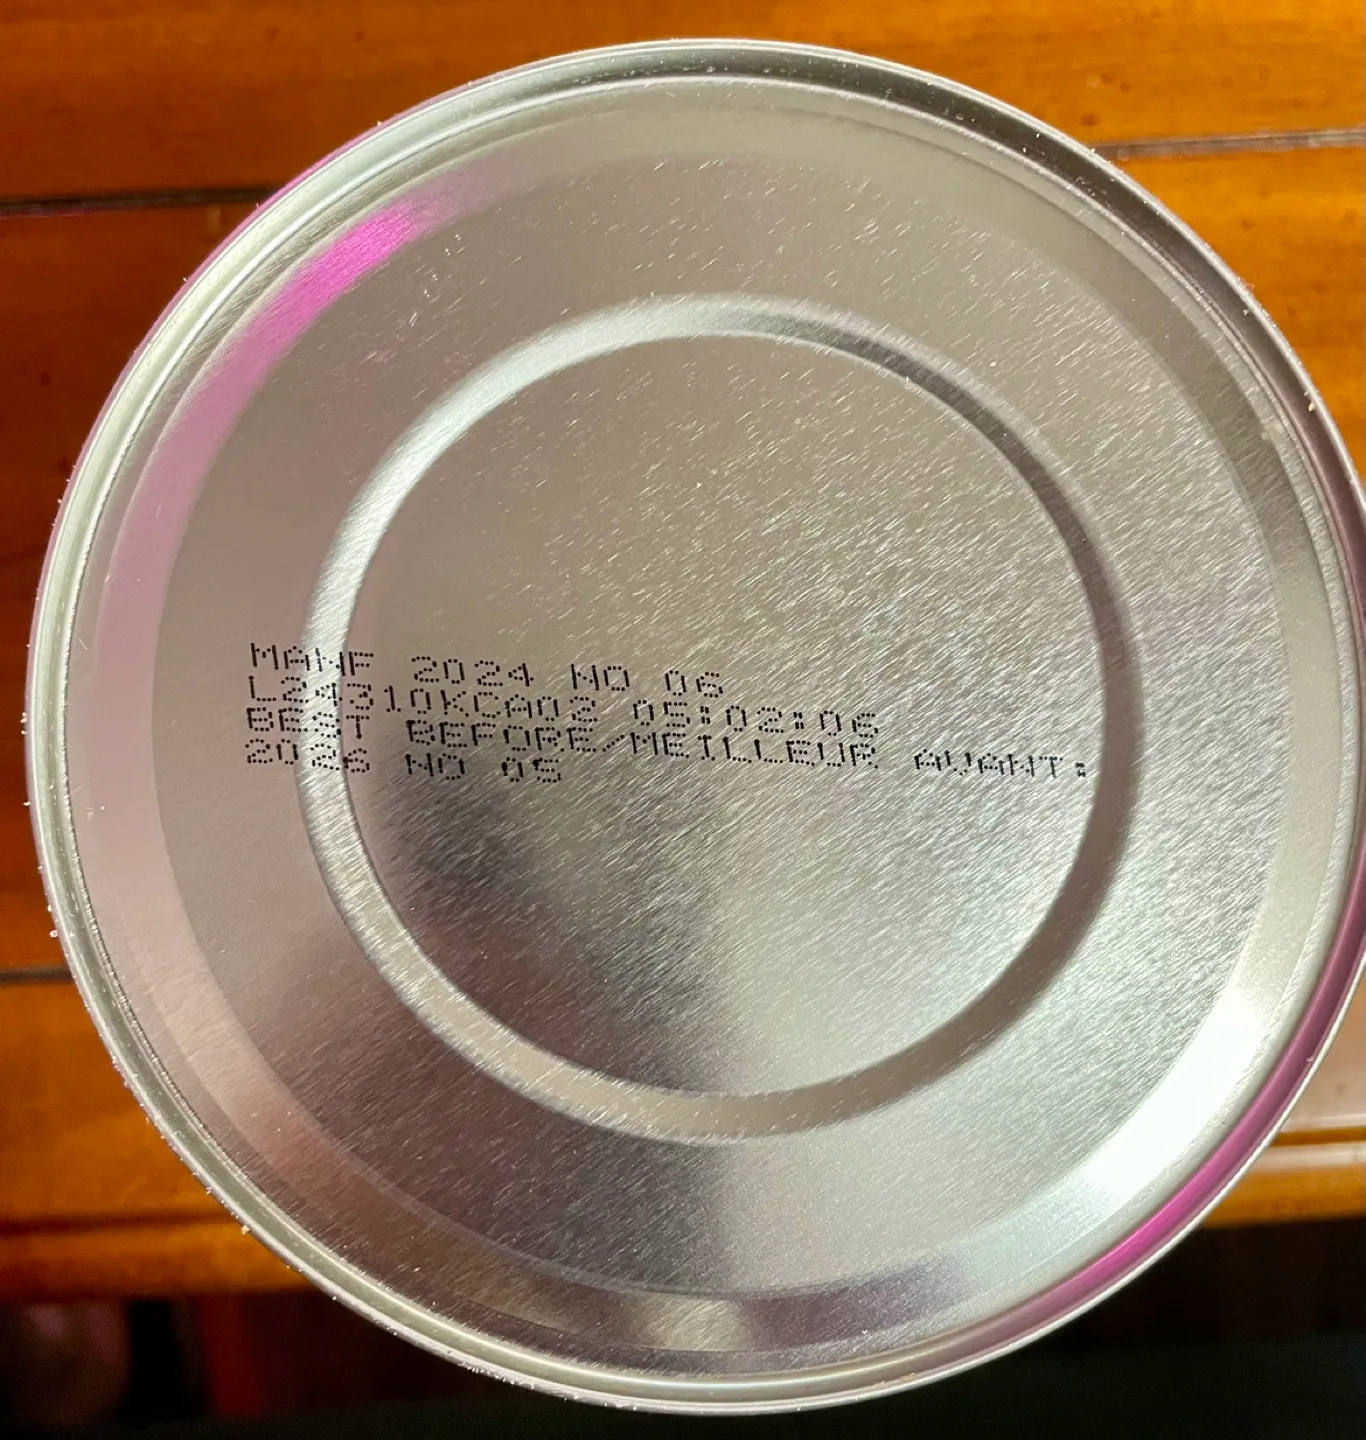 MANF 2024 NO 06
L24310KCA02 05:02:06
BEST BEFORE/MEILLEUR AVANT:
2026 NO 05